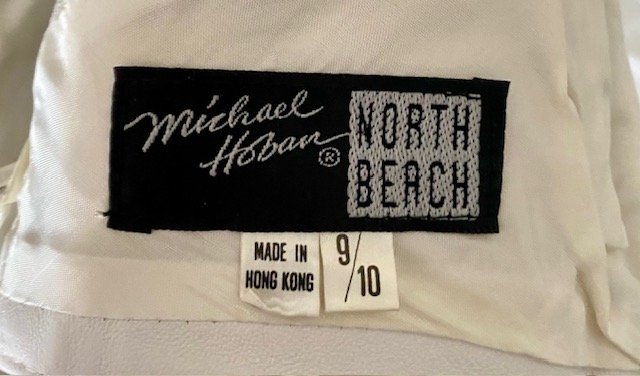 Michael
Hoban®
NORTH
BEACH
MADE IN
HONG KONG
9/10